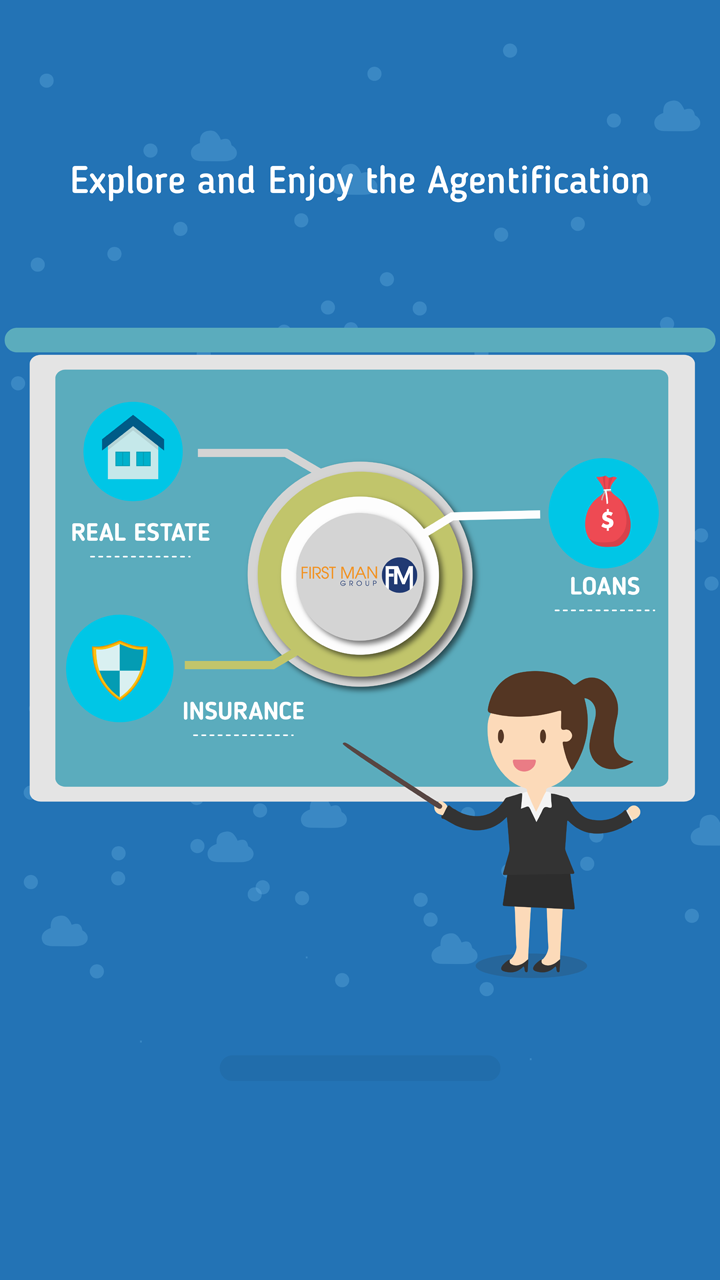 Explore and Enjoy the Agentification
REAL ESTATE
$
LOANS
FIRST MAN
GROUP
FM
INSURANCE